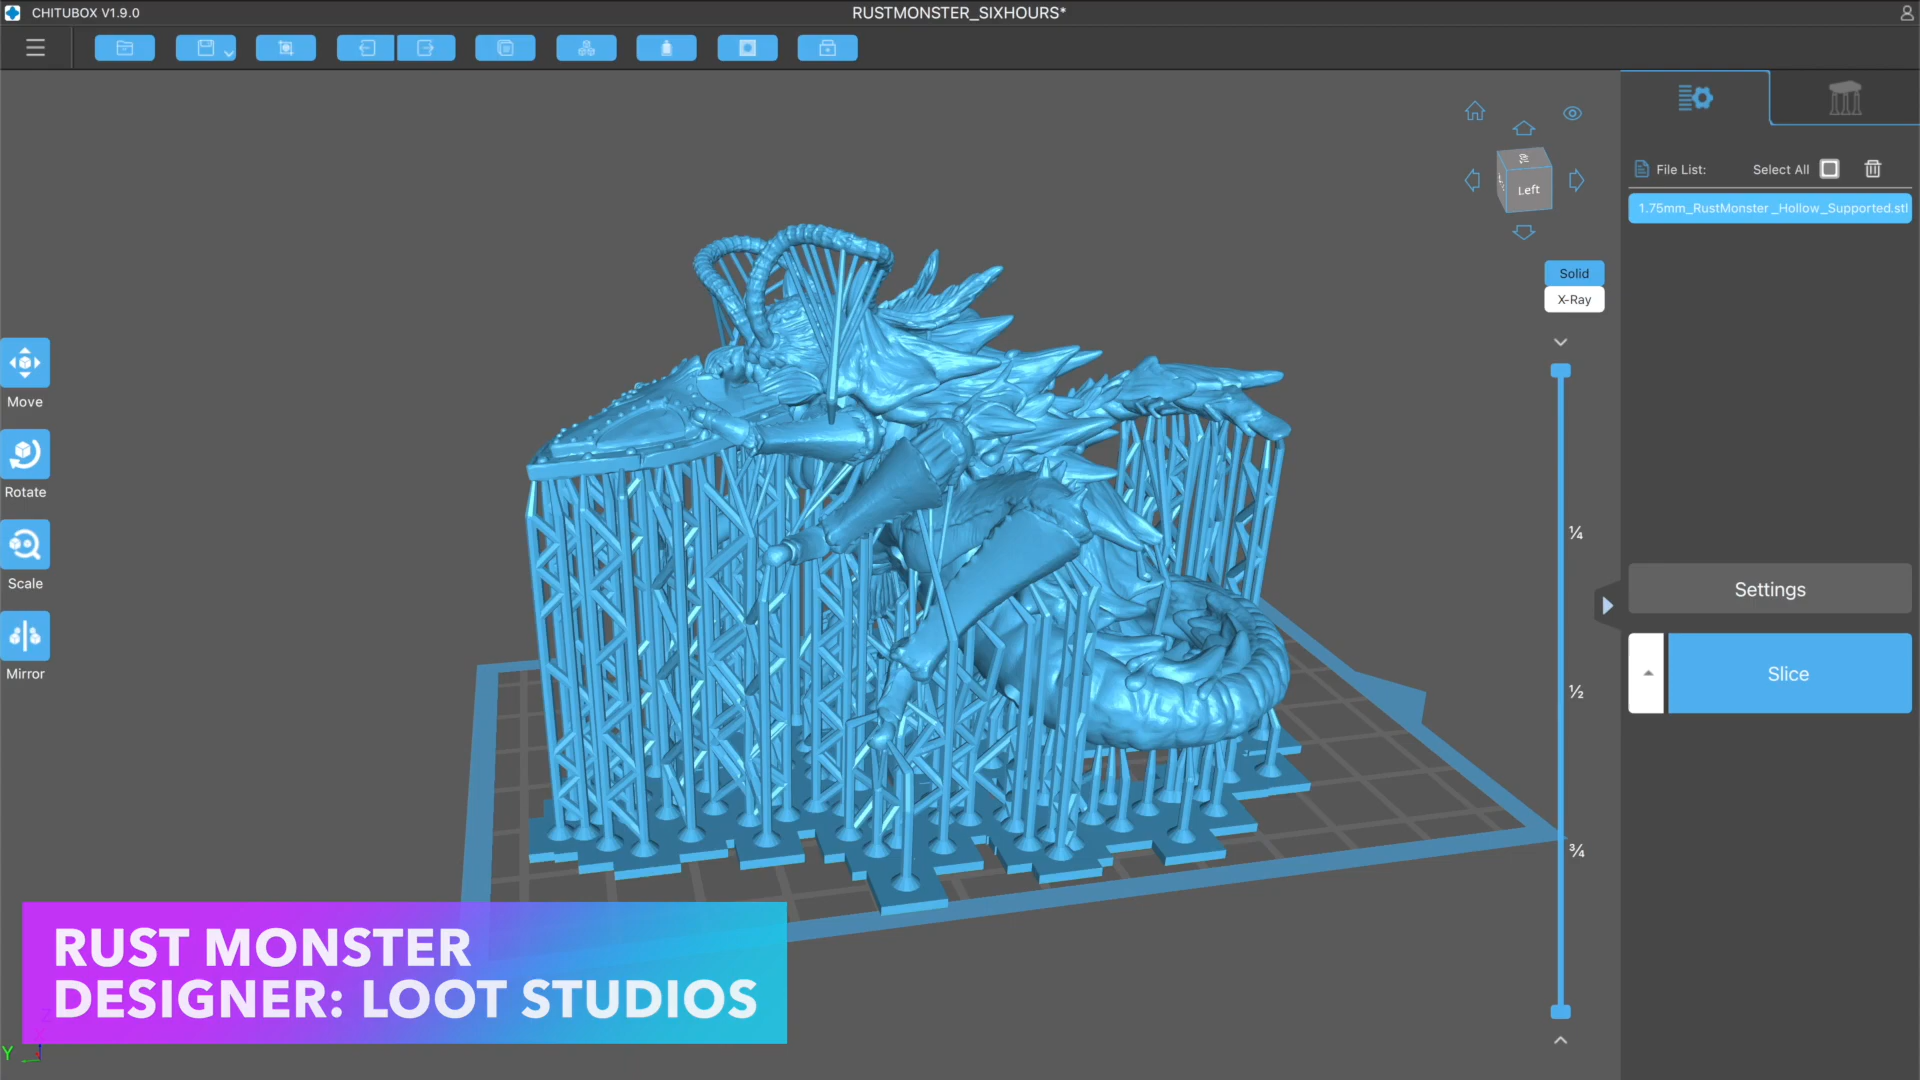 CHITUBOX V1.9.0
RUSTMONSTER_SIXHOURS*
File List:
Select All
1.75mm_RustMonster_Hollow_Supported.stl
Left
Solid
X-Ray
Move
Rotate
Scale
Mirror
¼
½
¾
Settings
Slice
RUST MONSTER
DESIGNER: LOOT STUDIOS
Y